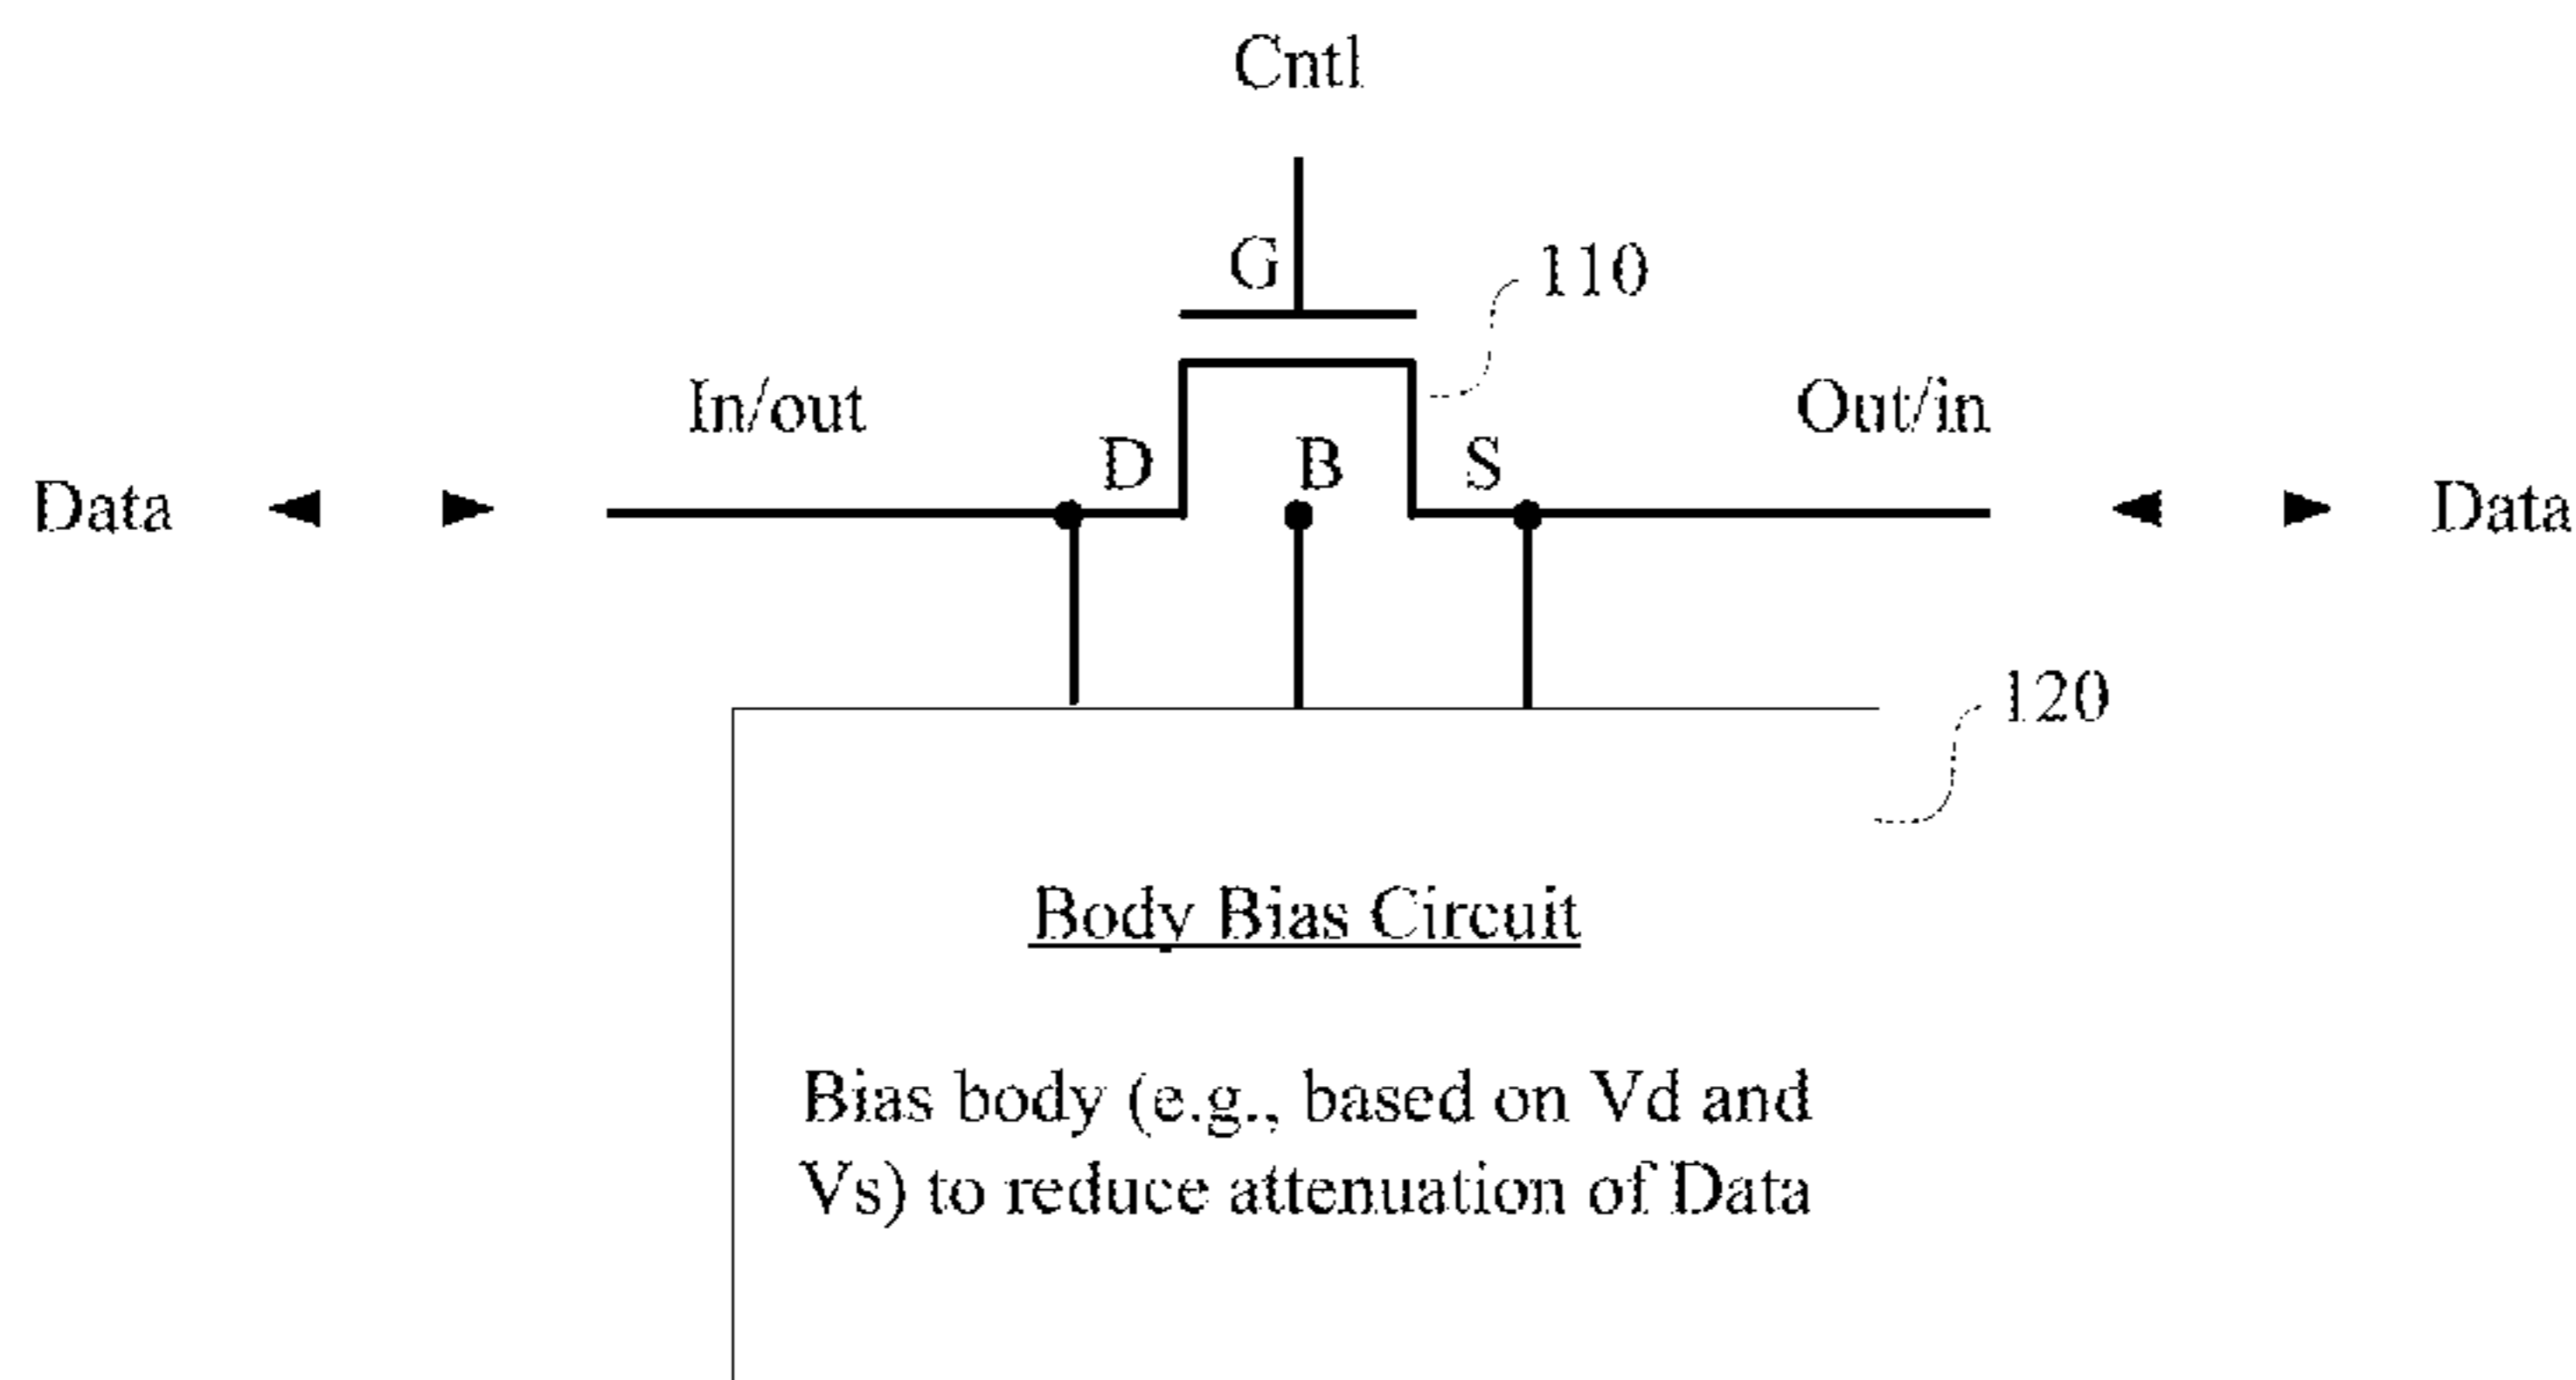 Cntl
G
110
In/out
Out/in
D
B
S
Data
Data
120
Body Bias Circuit
Bias body (e.g., based on Vd and
Vs) to reduce attenuation of Data